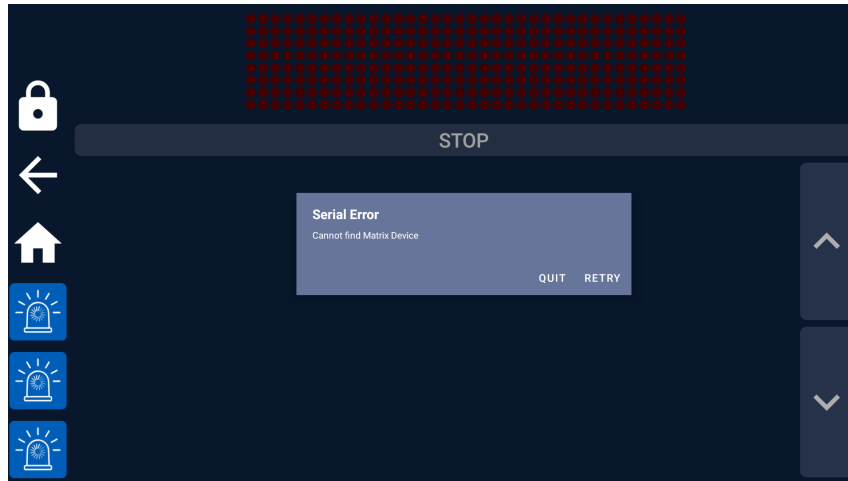 STOP
Serial Error
Cannot find Matrix Device
QUIT RETRY